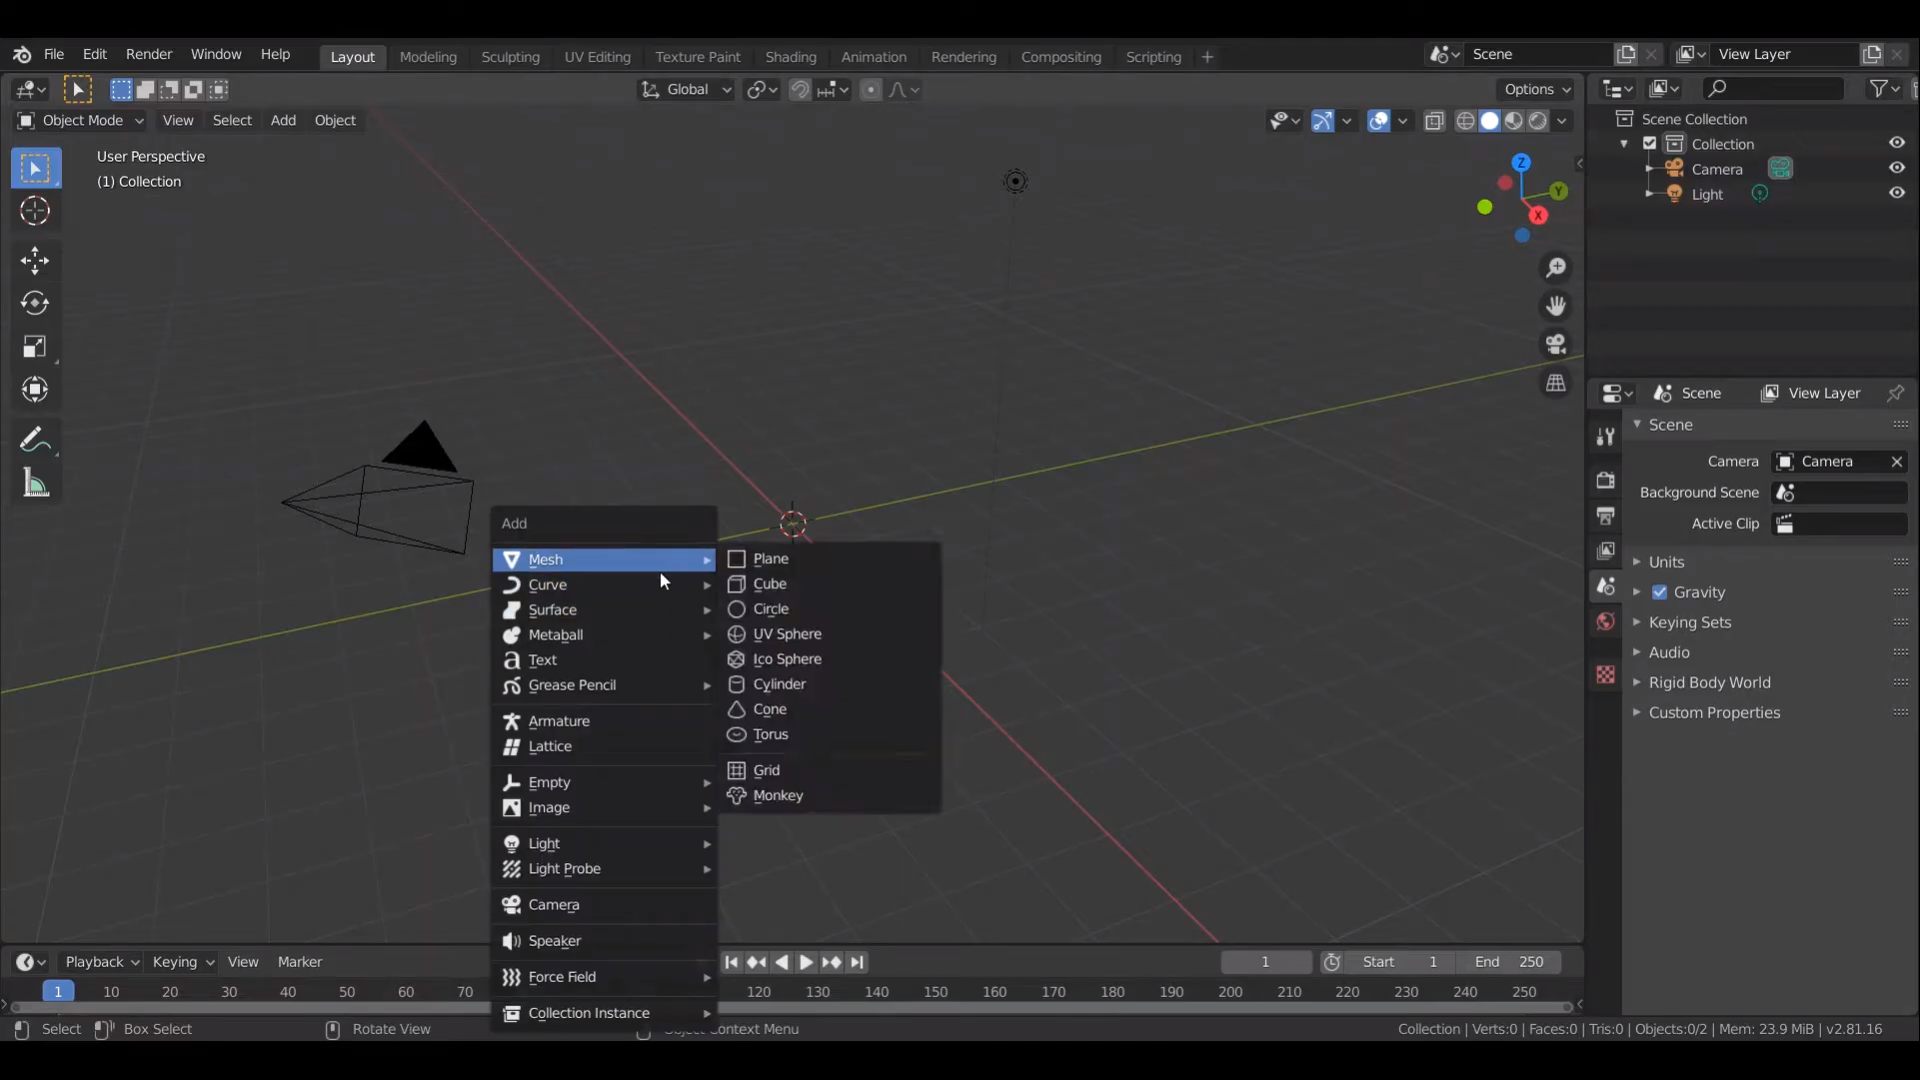 File Edit Render Window Help Layout Modeling Sculpting UV Editing Texture Paint Shading Animation Rendering Compositing Scripting + Scene View Layer
Global Options
Object Mode View Select Add Object
User Perspective
(1) Collection
Z
Y
X
Scene Collection
Collection
Camera
Light
Scene View Layer
Scene
Camera Camera
Background Scene
Active Clip
Units
Gravity
Keying Sets
Audio
Rigid Body World
Custom Properties
Add
Mesh
Curve
Surface
Metaball
Text
Grease Pencil
Armature
Lattice
Empty
Image
Light
Light Probe
Camera
Speaker
Force Field
Collection Instance
Plane
Cube
Circle
UV Sphere
Ico Sphere
Cylinder
Cone
Torus
Grid
Monkey
Playback Keying View Marker 1 Start 1 End 250
1 10 20 30 40 50 60 70 120 130 140 150 160 170 180 190 200 210 220 230 240 250
Select Box Select Rotate View Object Context Menu Collection | Verts:0 | Faces:0 | Tris:0 | Objects:0/2 | Mem: 23.9 MiB | v2.81.16